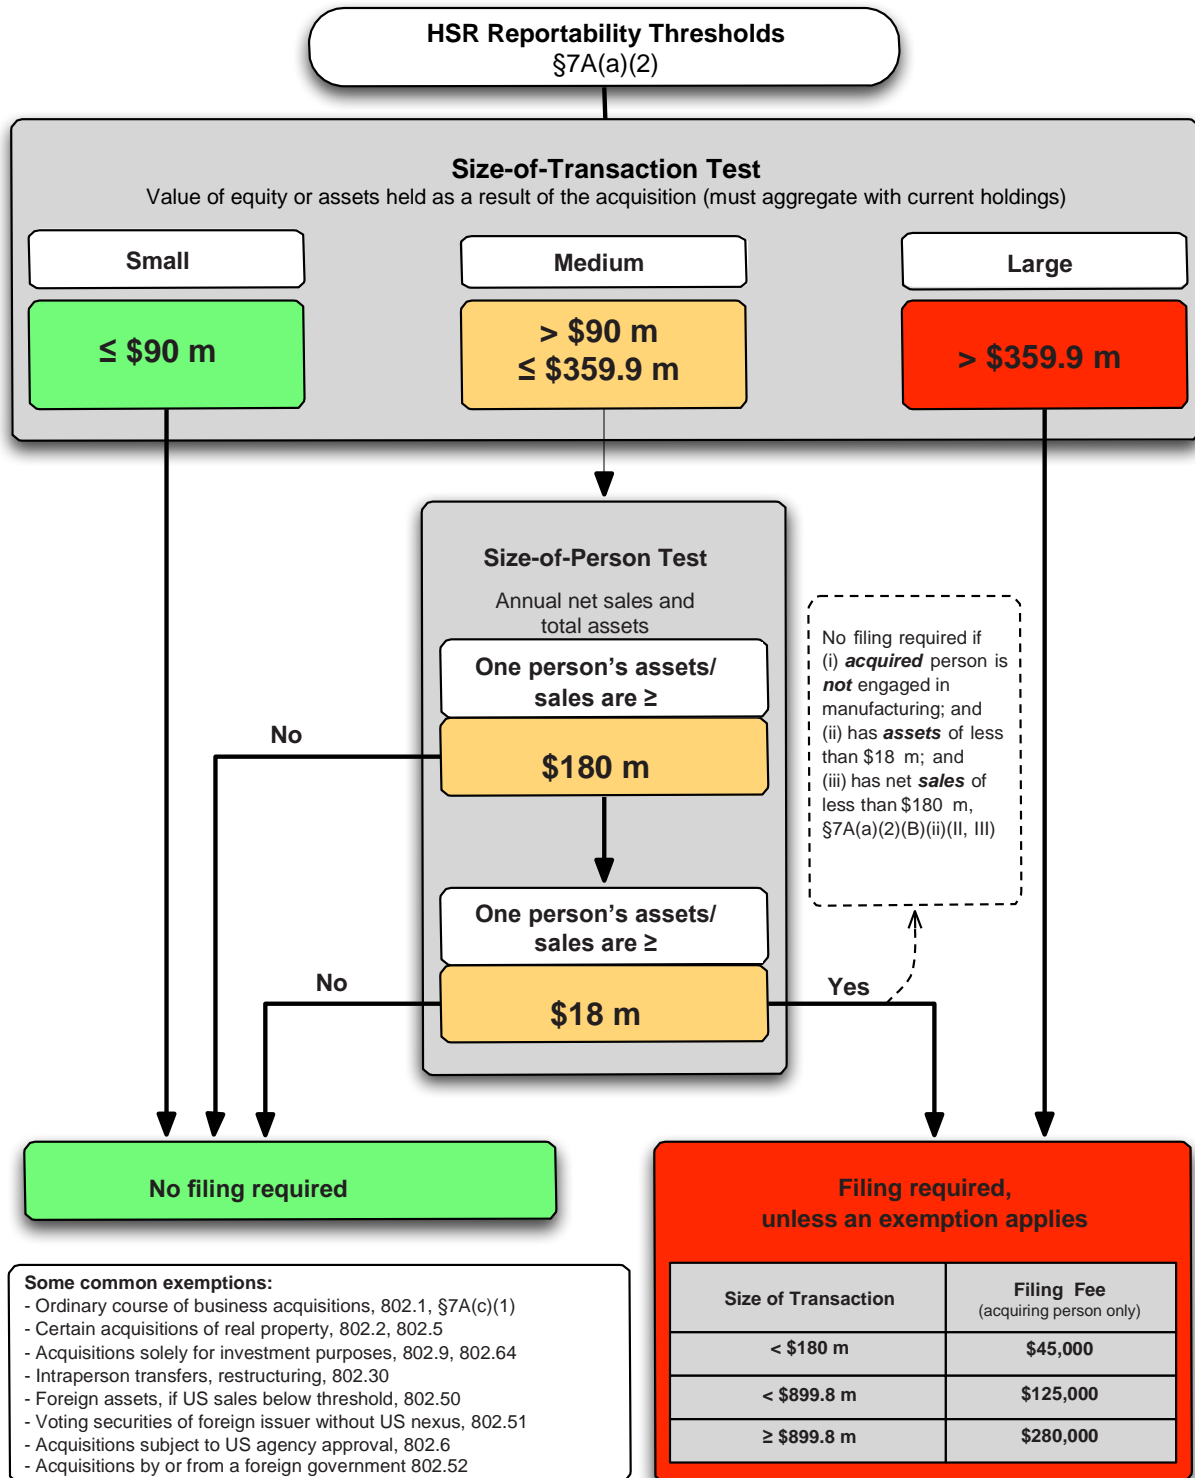 HSR Reportability Thresholds
§7A(a)(2)
Size-of-Transaction Test
Value of equity or assets held as a result of the acquisition (must aggregate with current holdings)
Small
Medium
Large
≤ $90 m
> $90 m
≤ $359.9 m
> $359.9 m
Size-of-Person Test
Annual net sales and
total assets
One person's assets/
sales are ≥
$180 m
No
One person's assets/
sales are ≥
$18 m
No
Yes
No filing required if
(i) acquired person is
not engaged in
manufacturing; and
(ii) has assets of less
than $18 m; and
(iii) has net sales of
less than $180 m,
§7A(a)(2)(B)(ii)(II, III)
No filing required
Filing required,
unless an exemption applies
Size of Transaction
Filing Fee
(acquiring person only)
< $180 m
$45,000
< $899.8 m
$125,000
≥ $899.8 m
$280,000
Some common exemptions:
- Ordinary course of business acquisitions, 802.1, §7A(c)(1)
- Certain acquisitions of real property, 802.2, 802.5
- Acquisitions solely for investment purposes, 802.9, 802.64
- Intraperson transfers, restructuring, 802.30
- Foreign assets, if US sales below threshold, 802.50
- Voting securities of foreign issuer without US nexus, 802.51
- Acquisitions subject to US agency approval, 802.6
- Acquisitions by or from a foreign government 802.52